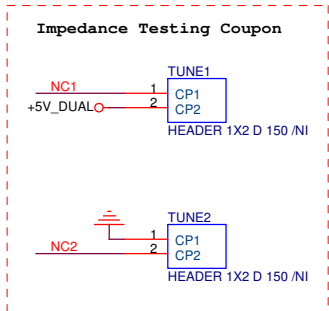 Impedance Testing Coupon
TUNE1
NC1 1 CP1
+5V_DUAL 2 CP2
HEADER 1X2 D 150 /NI
TUNE2
1 CP1
NC2 2 CP2
HEADER 1X2 D 150 /NI